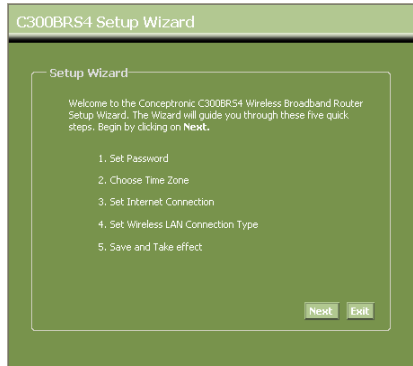 C300BRS4 Setup Wizard
Setup Wizard
Welcome to the Conceptronic C300BRS4 Wireless Broadband Router
Setup Wizard. The Wizard will guide you through these five quick
steps. Begin by clicking on Next.
1. Set Password
2. Choose Time Zone
3. Set Internet Connection
4. Set Wireless LAN Connection Type
5. Save and Take effect
Next Exit